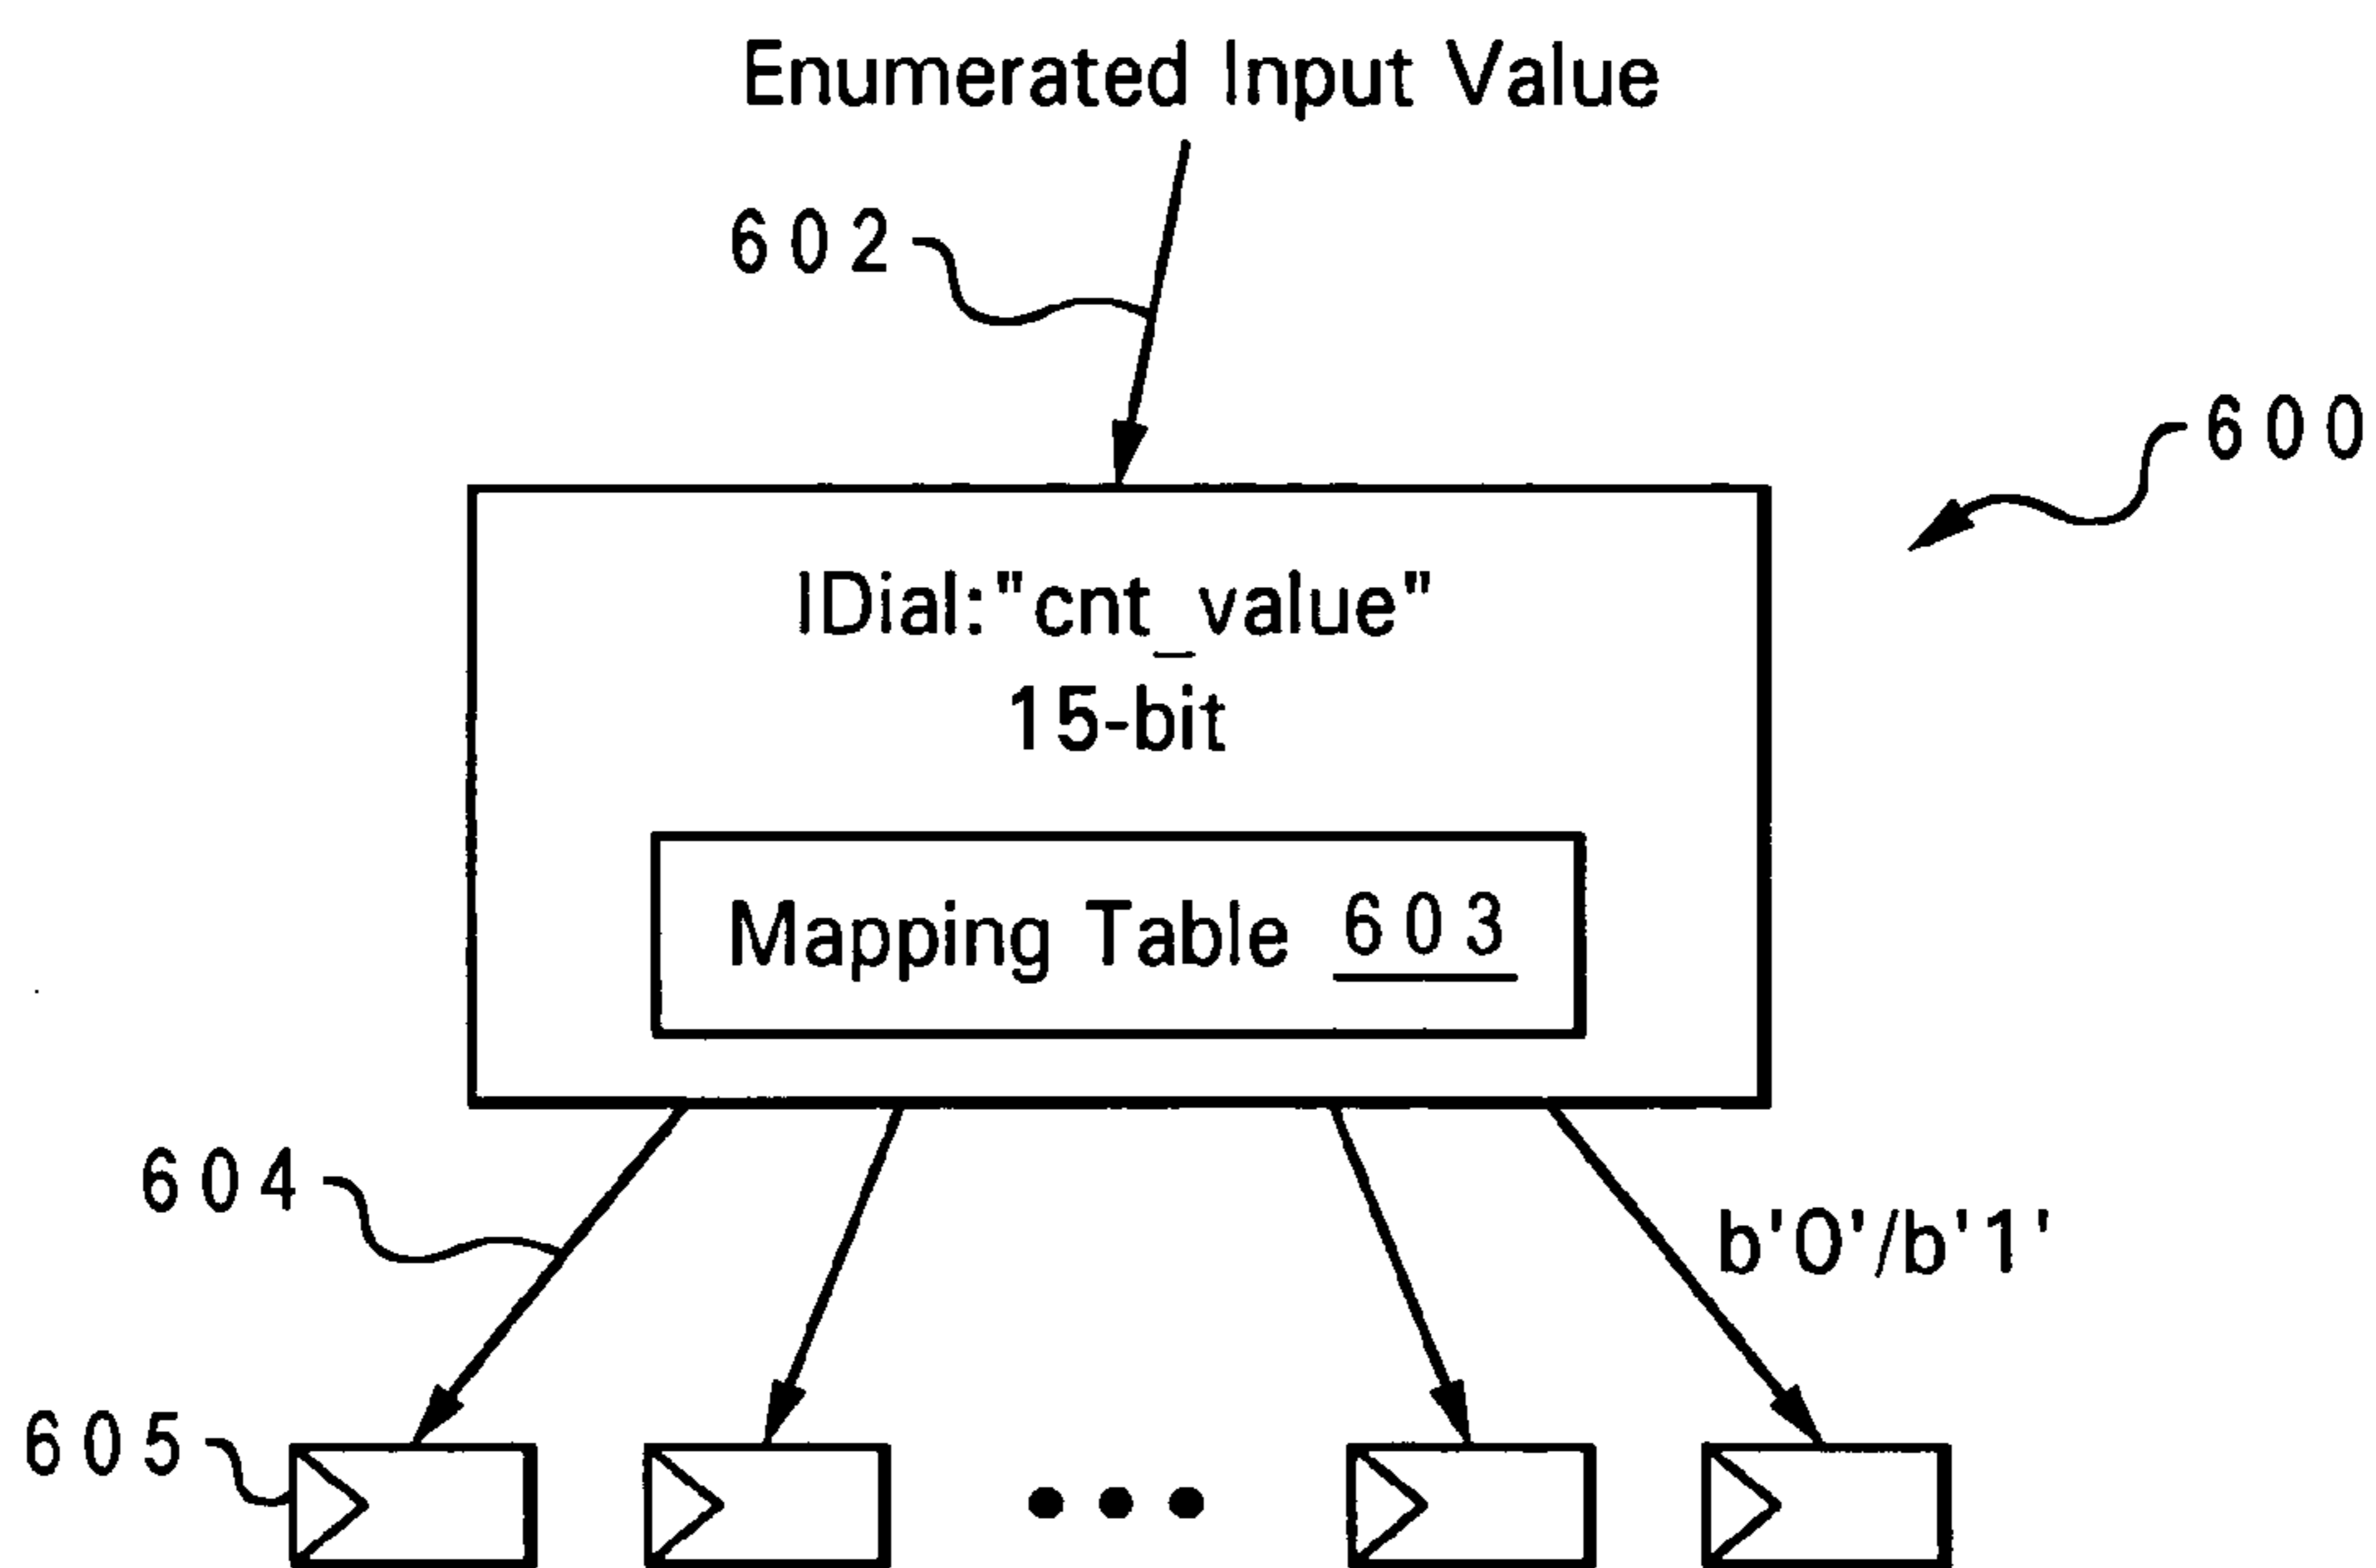 Enumerated Input Value
602
600
IDial:"cnt_value"
15-bit
Mapping Table 603
604
b'0'/b'1'
605